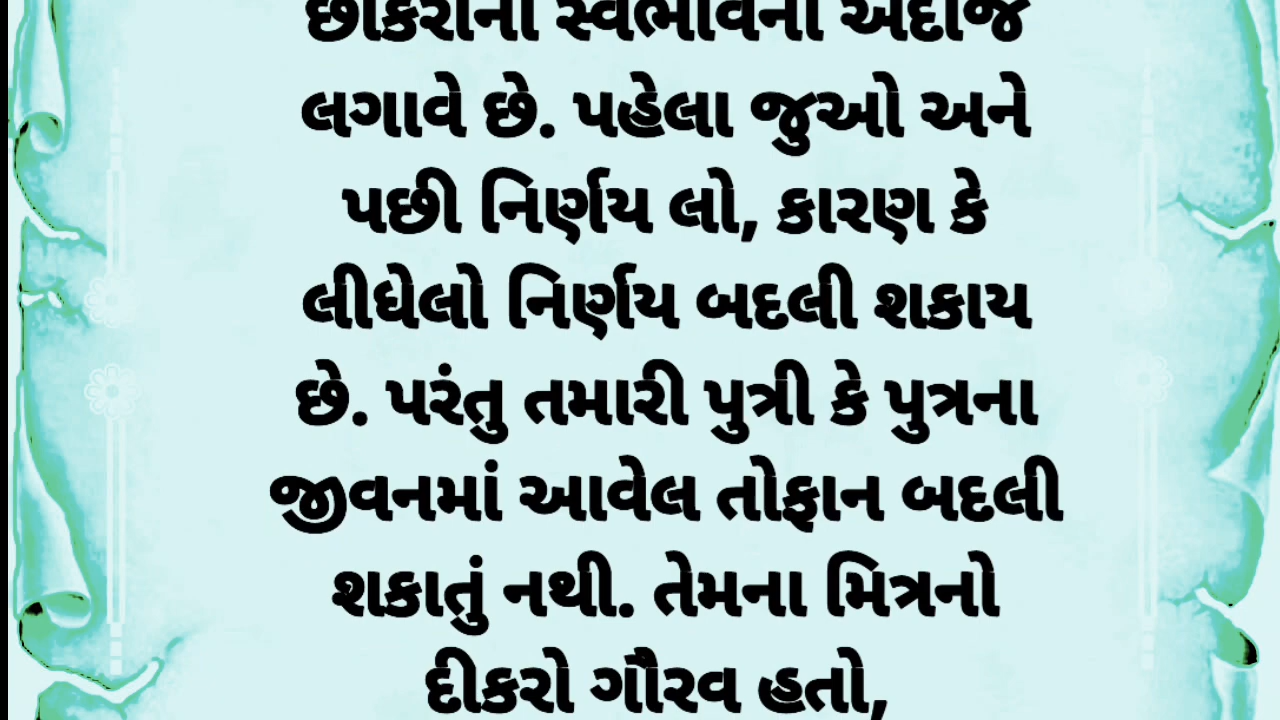 છોકરાના સ્વભાવનો અંદાજ
લગાવે છે. પહેલા જુઓ અને
પછી નિર્ણય લો, કારણ કે
લીધેલો નિર્ણય બદલી શકાય
છે. પરંતુ તમારી પુત્રી કે પુત્રના
જીવનમાં આવેલ તોફાન બદલી
શકાતું નથી. તેમના મિત્રનો
દીકરો ગૌરવ હતો,